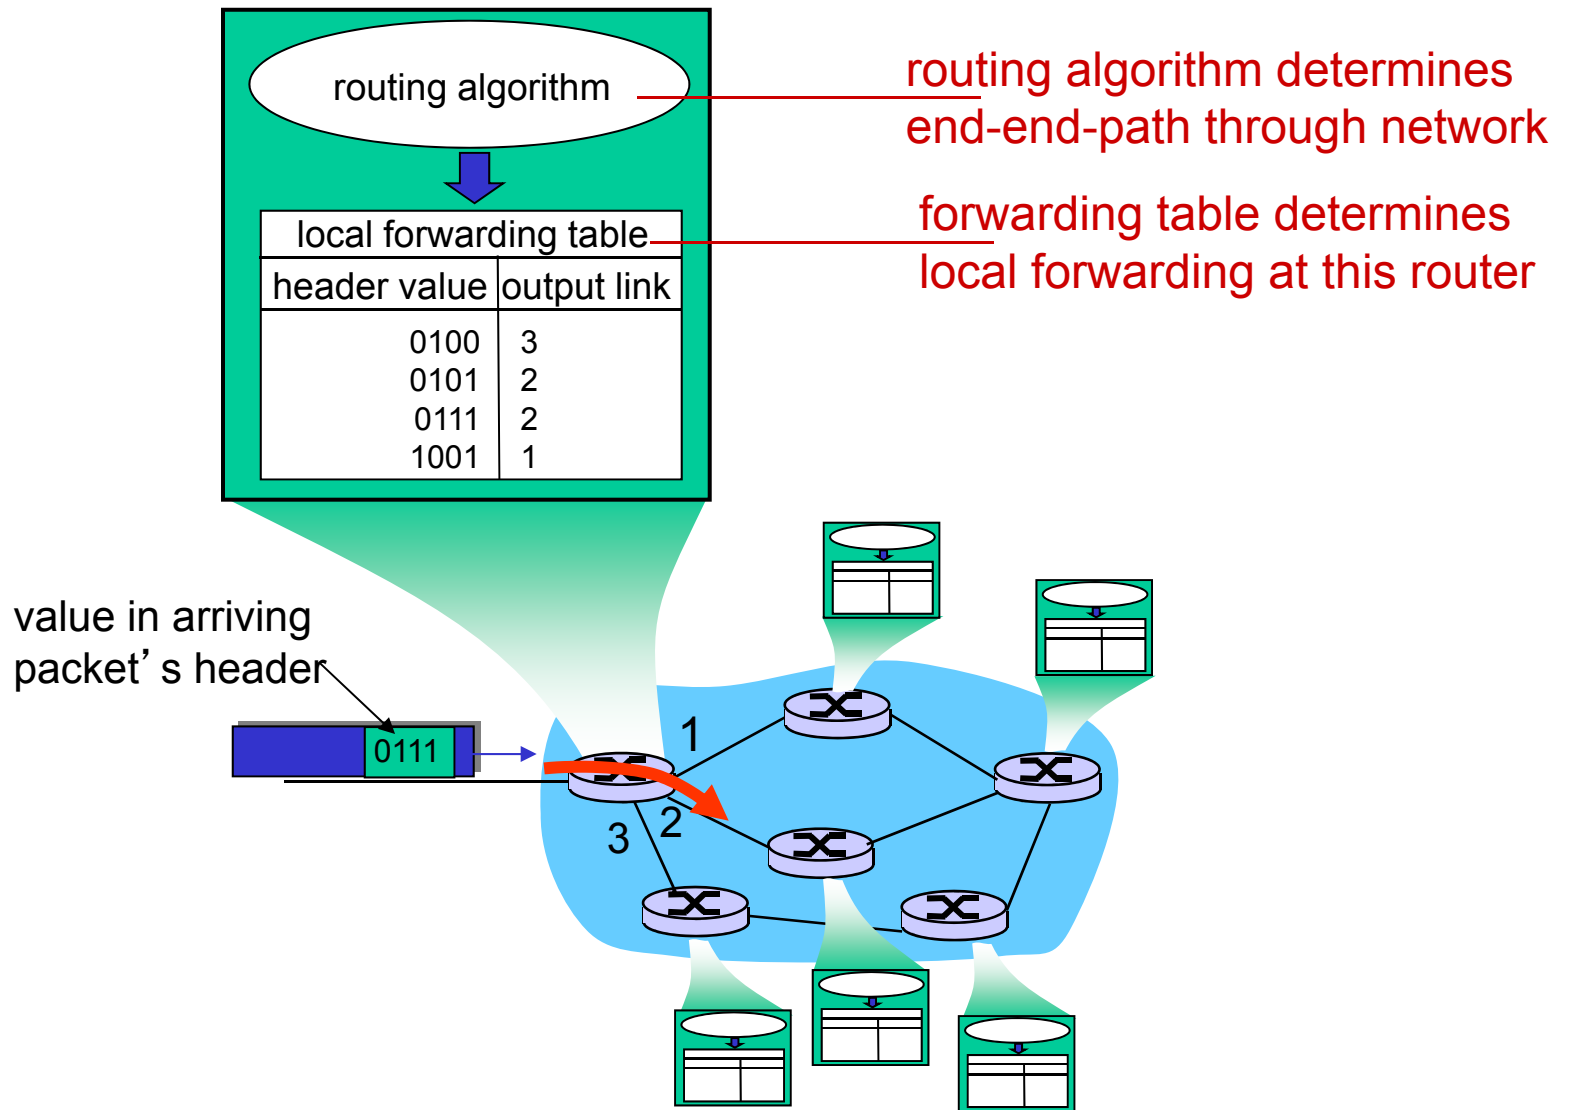 routing algorithm
routing algorithm determines
end-end-path through network
local forwarding table
forwarding table determines
local forwarding at this router
header value output link
0100 3
0101 2
0111 2
1001 1
value in arriving
packet’s header
0111
1
2
3